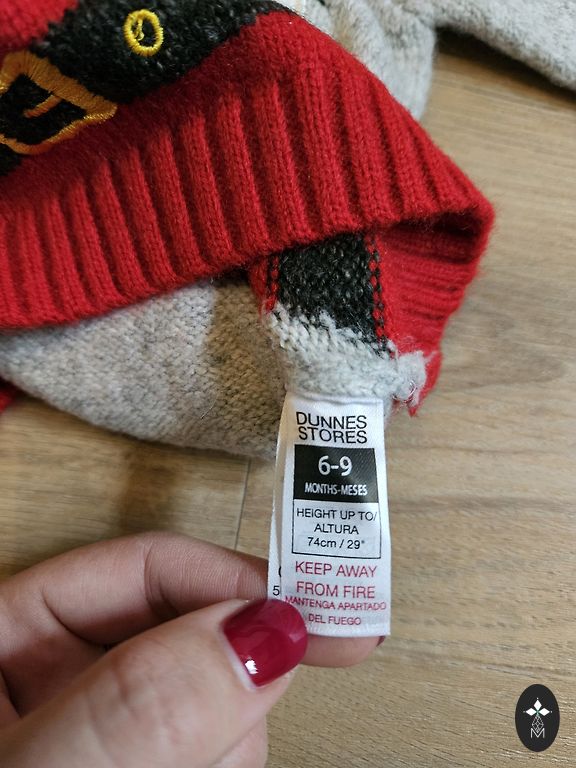 DUNNES
STORES
6-9
MONTHS-MESES
HEIGHT UP TO/
ALTURA
74cm / 29"
KEEP AWAY
FROM FIRE
MANTENGA APARTADO
DEL FUEGO
5
M